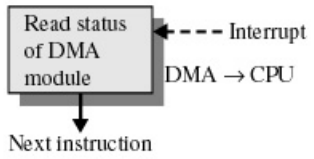 Read status
of DMA
module
Interrupt
DMA → CPU
Next instruction